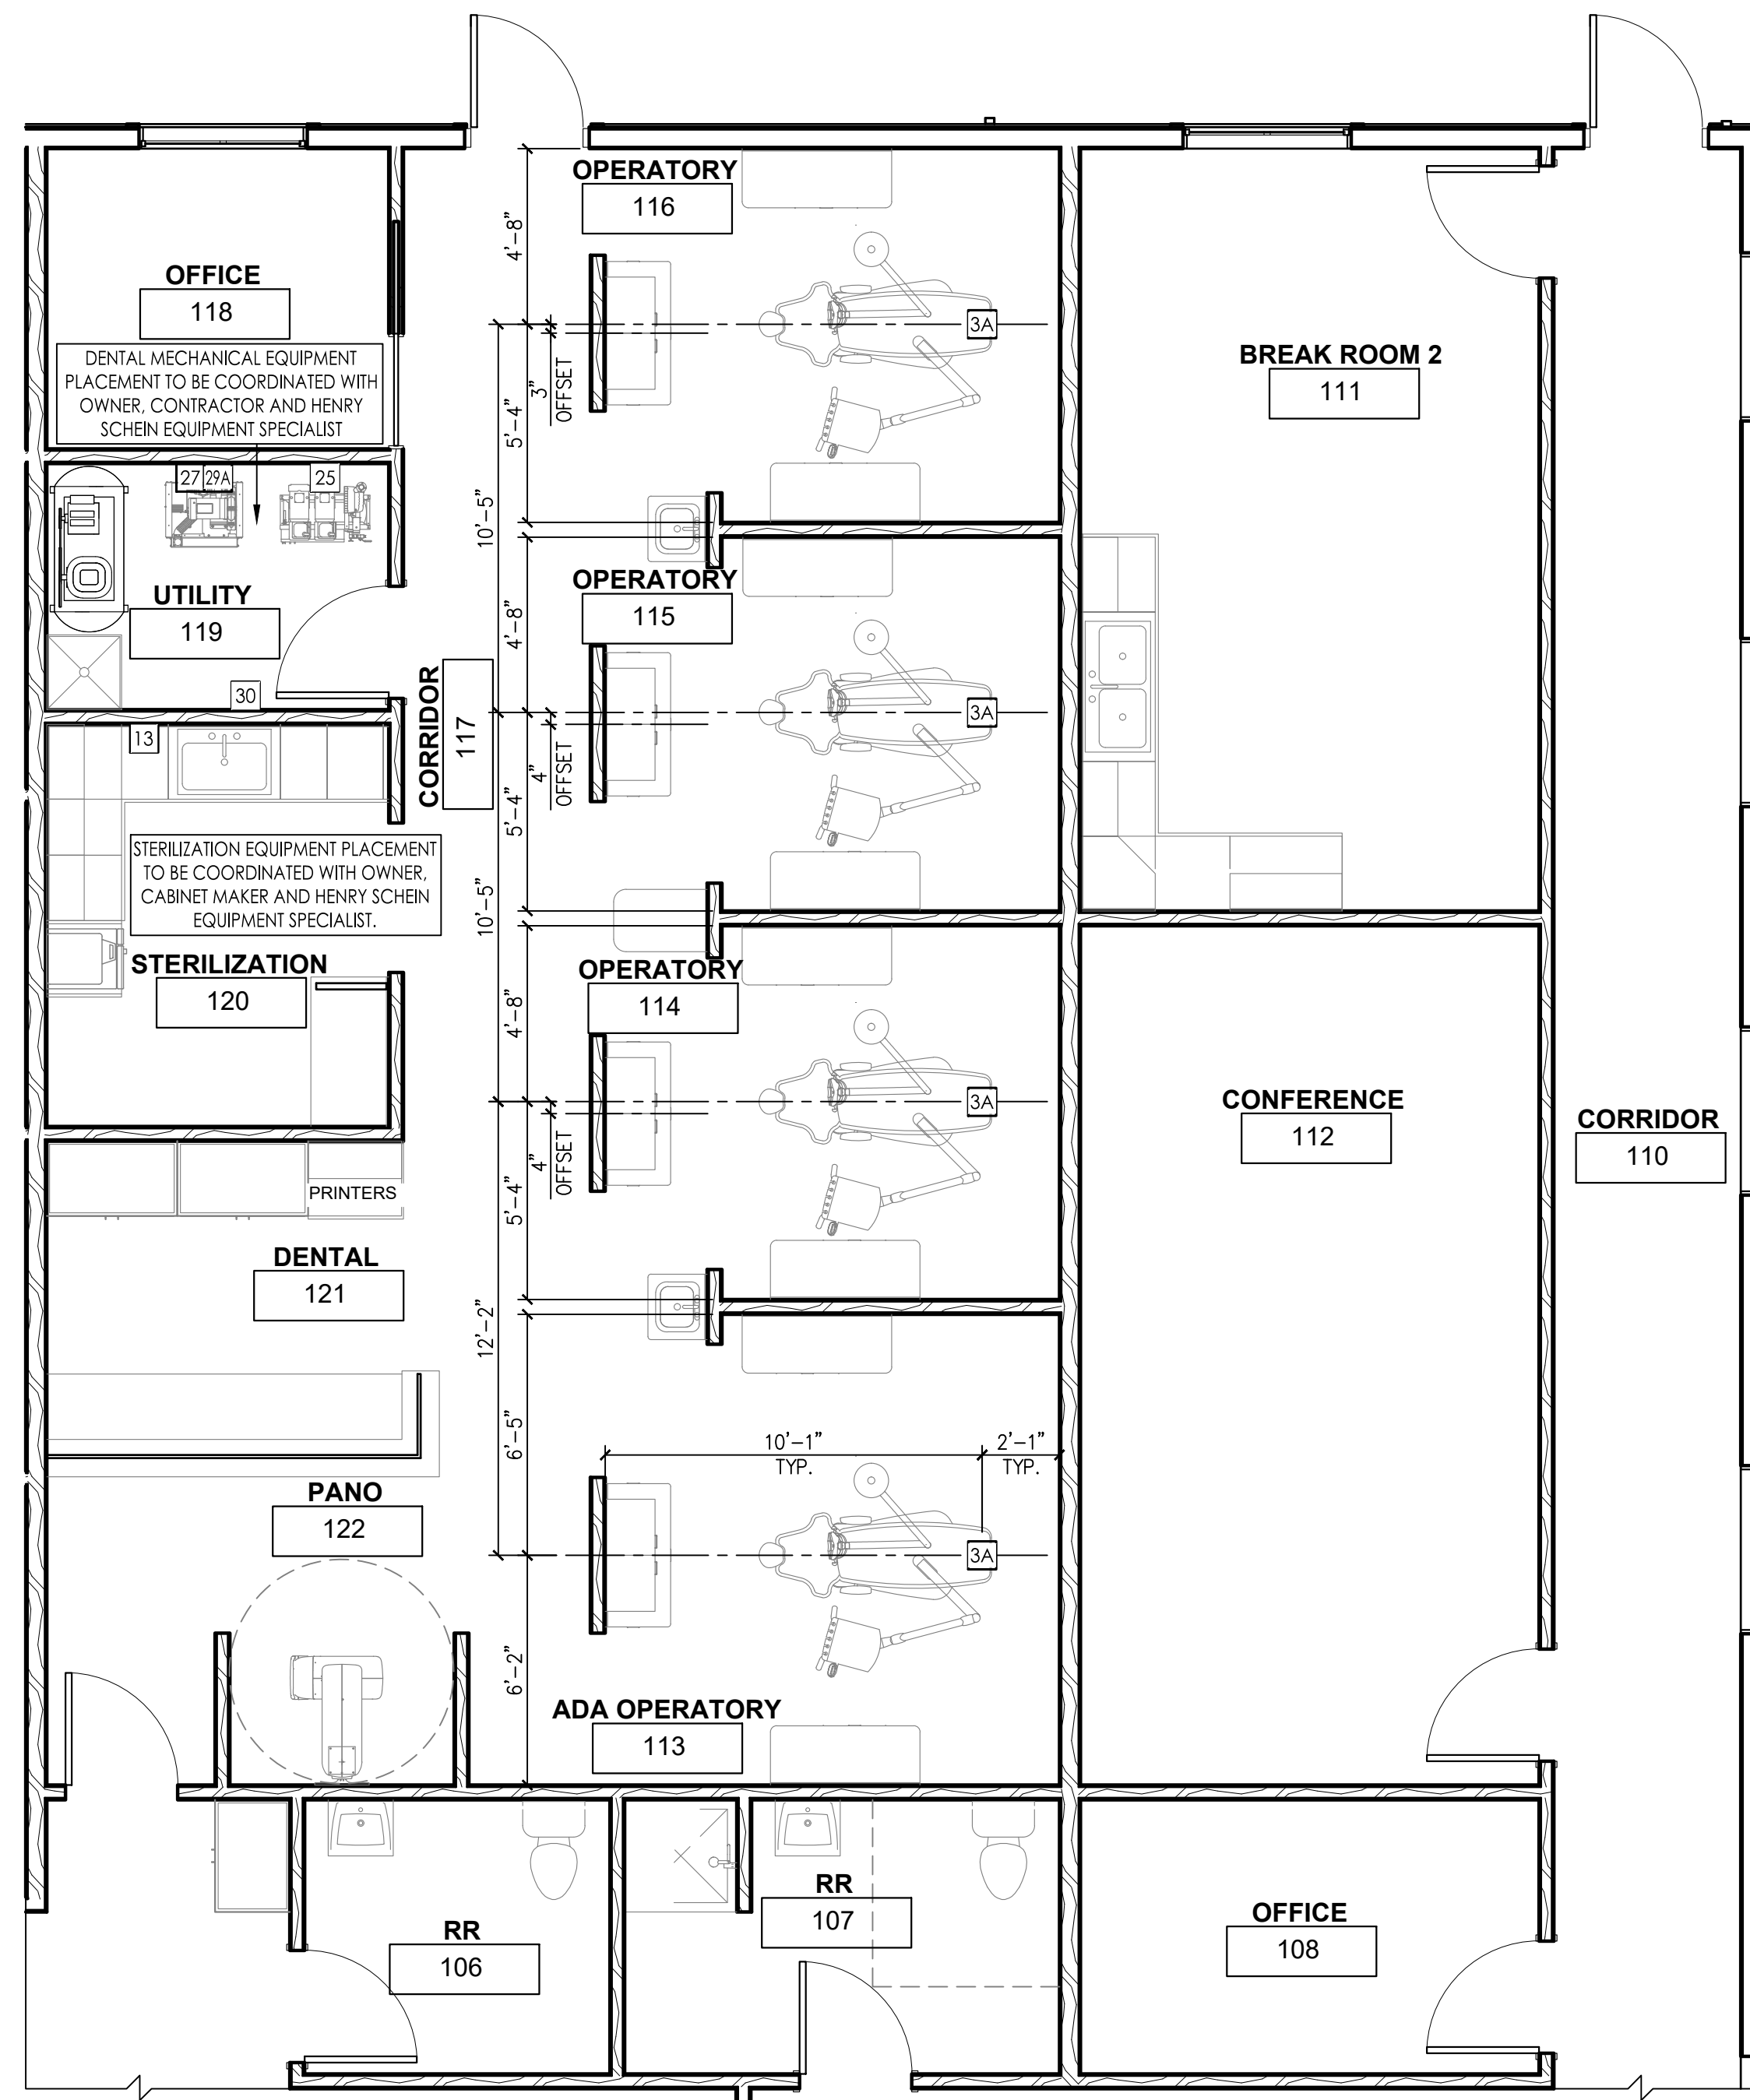 OPERATORY
116
4'-8"
OFFICE
118
3A
3"
OFFSET
DENTAL MECHANICAL EQUIPMENT
PLACEMENT TO BE COORDINATED WITH
OWNER, CONTRACTOR AND HENRY
SCHEIN EQUIPMENT SPECIALIST
BREAK ROOM 2
111
5'-4"
27
29A
25
10'-5"
OPERATORY
115
UTILITY
119
4'-8"
30
CORRIDOR
117
3A
13
4"
OFFSET
5'-4"
STERILIZATION EQUIPMENT PLACEMENT
TO BE COORDINATED WITH OWNER,
CABINET MAKER AND HENRY SCHEIN
EQUIPMENT SPECIALIST.
10'-5"
STERILIZATION
120
OPERATORY
114
4'-8"
3A
CONFERENCE
112
CORRIDOR
110
4"
OFFSET
5'-4"
PRINTERS
DENTAL
121
12'-2"
6'-5"
10'-1"
TYP.
2'-1"
TYP.
PANO
122
3A
6'-2"
ADA OPERATORY
113
RR
107
RR
106
OFFICE
108